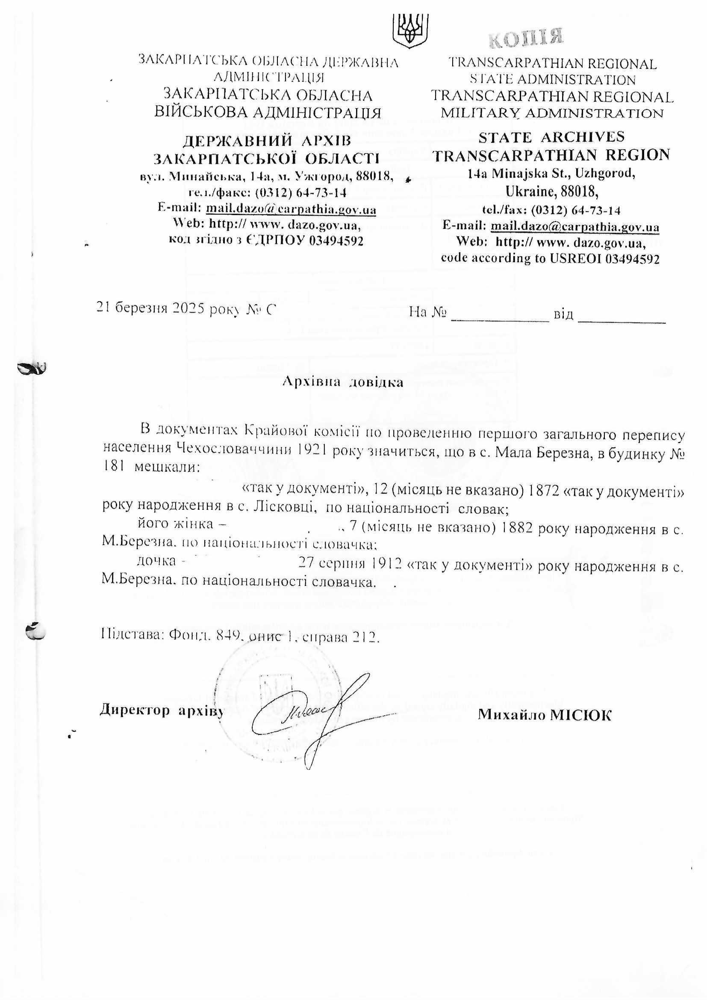 КОПІЯ
ЗАКАРПАТСЬКА ОБЛАСНА ДЕРЖАВНА
АДМІНІСТРАЦІЯ
ЗАКАРПАТСЬКА ОБЛАСНА
ВІЙСЬКОВА АДМІНІСТРАЦІЯ
ДЕРЖАВНИЙ АРХІВ
ЗАКАРПАТСЬКОЇ ОБЛАСТІ
вул. Минайська, 14а, м. Ужгород, 88018,
тел./факс: (0312) 64-73-14
E-mail: mail.dazo@carpathia.gov.ua
Web: http:// www. dazo.gov.ua,
код згідно з ЄДРПОУ 03494592
TRANSCARPATHIAN REGIONAL
STATE ADMINISTRATION
TRANSCARPATHIAN REGIONAL
MILITARY ADMINISTRATION
STATE ARCHIVES
TRANSCARPATHIAN REGION
14a Minajska St., Uzhgorod,
Ukraine, 88018,
tel./fax: (0312) 64-73-14
E-mail: mail.dazo@carpathia.gov.ua
Web: http:// www. dazo.gov.ua,
code according to USREOI 03494592
21 березня 2025 року № С
На № ____________ від ___________
Архівна довідка
В документах Крайової комісії по проведенню першого загального перепису
населення Чехословаччини 1921 року значиться, що в с. Мала Березна, в будинку №
181 мешкали:
«так у документі», 12 (місяць не вказано) 1872 «так у документі»
року народження в с. Лісковці, по національності словак;
його жінка – ., 7 (місяць не вказано) 1882 року народження в с.
М.Березна. по національності словачка;
дочка - 27 серпня 1912 «так у документі» року народження в с.
М.Березна. по національності словачка.
Підстава: Фонд. 849. опис 1, справа 212.
Директор архіву
Михайло МІСЮК